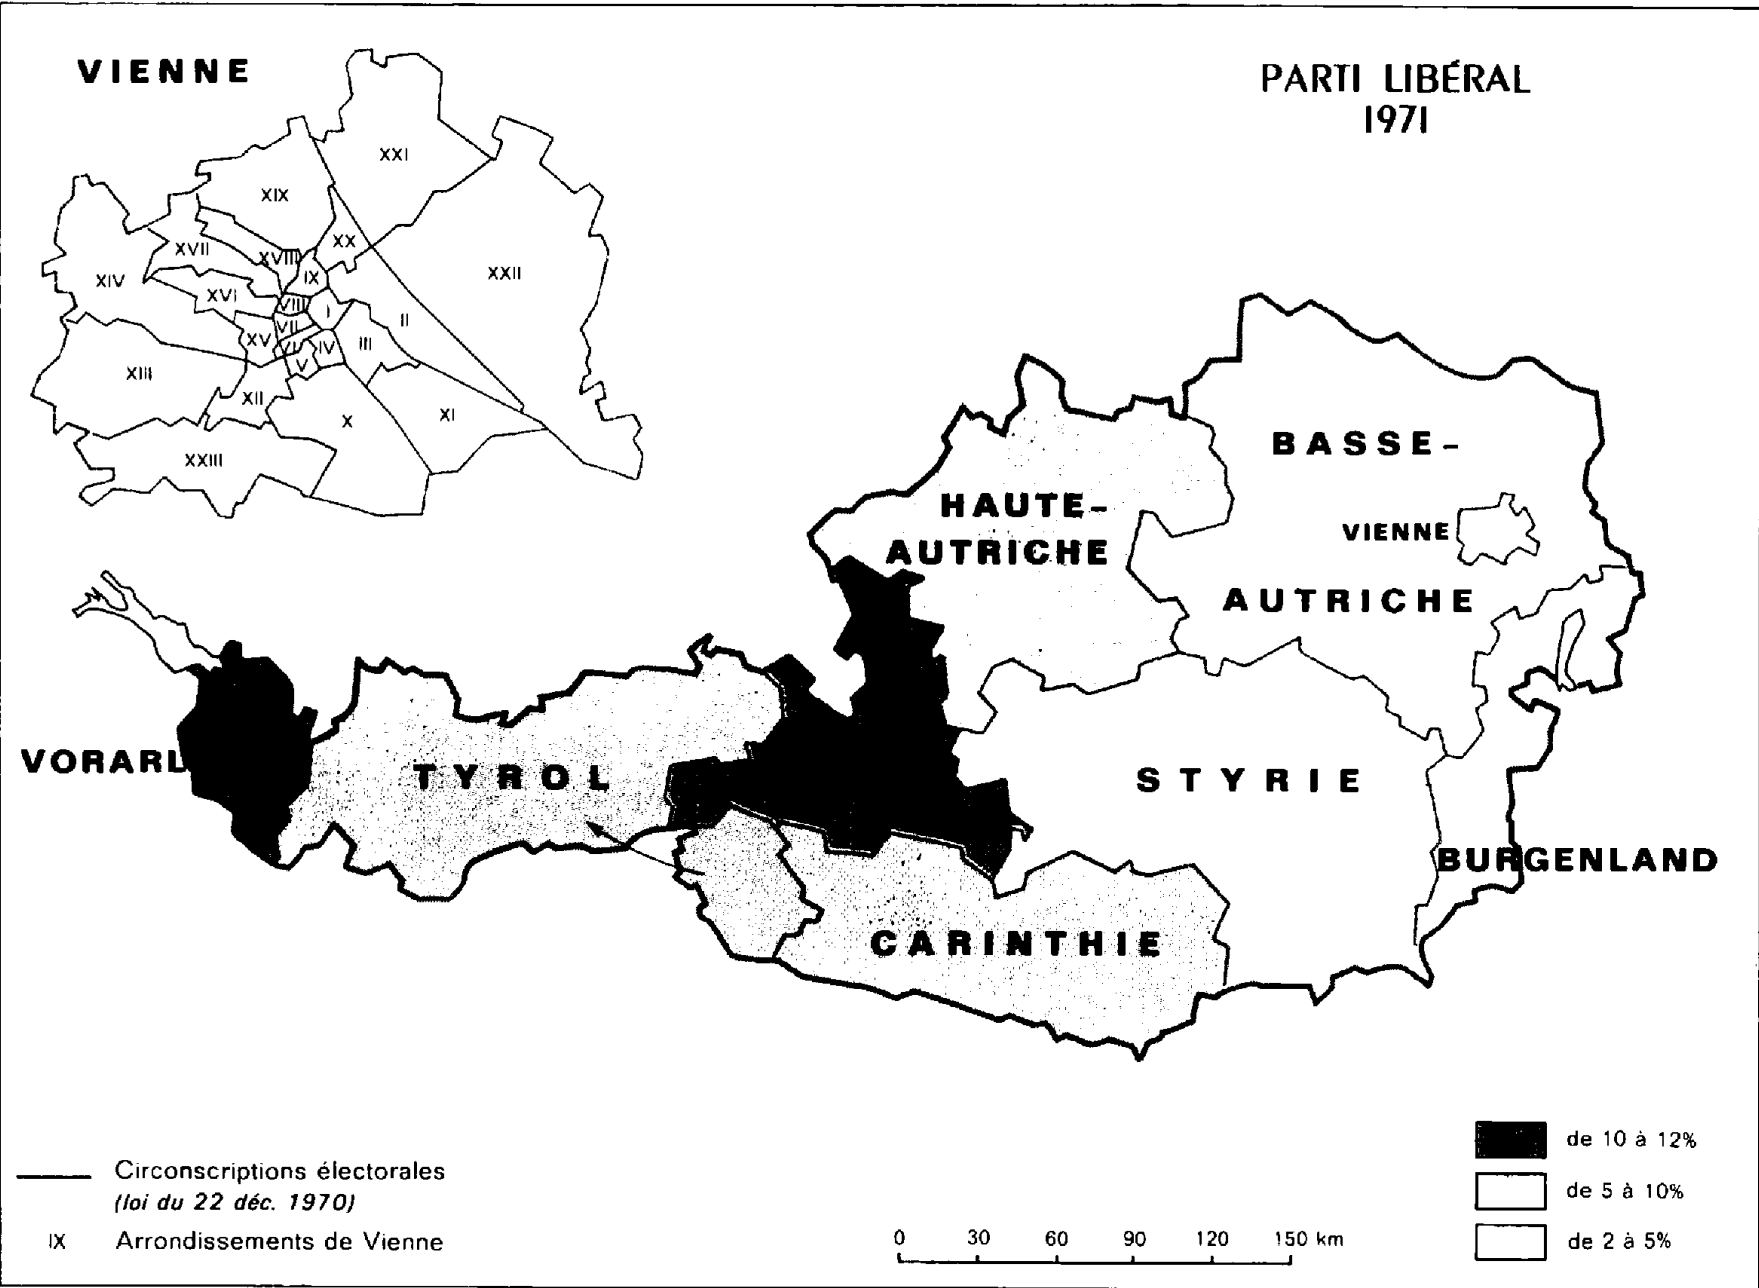 VIENNE
PARTI LIBÉRAL
1971
XXI
XIX
XX
XVII
XVIII
IX
XXII
XIV
XVI
VIII
I
II
VII
XV
VI
IV
III
V
XIII
XII
X
XI
XXIII
BASSE-
HAUTE-
AUTRICHE
VIENNE
AUTRICHE
VORARL
TYROL
STYRIE
BURGENLAND
CARINTHIE
Circonscriptions électorales
(loi du 22 déc. 1970)
IX Arrondissements de Vienne
0 30 60 90 120 150 km
de 10 à 12%
de 5 à 10%
de 2 à 5%